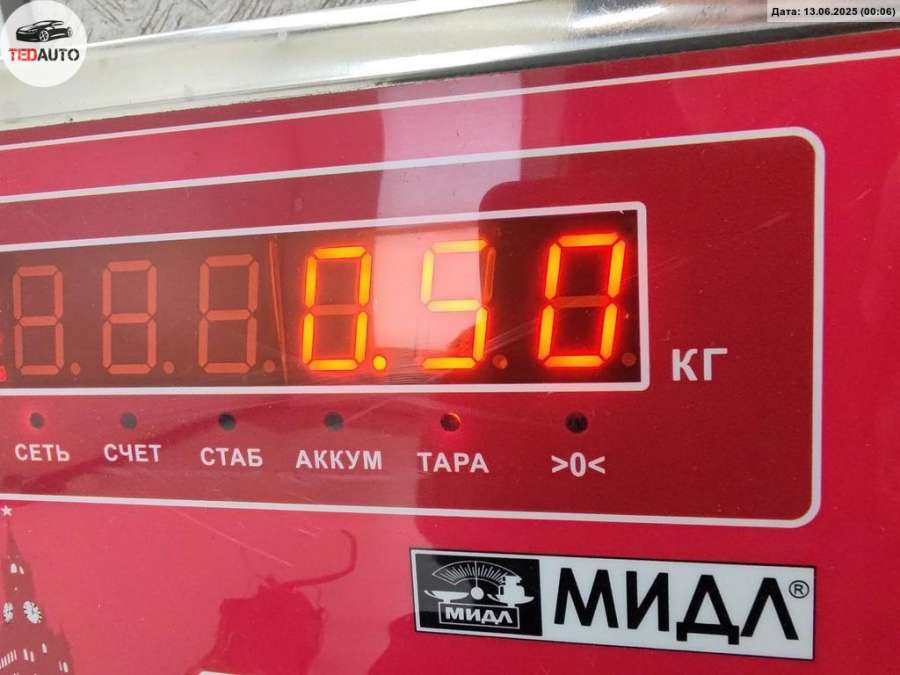 TEDAUTO
Дата: 13.06.2025 (00:06)
0.50
КГ
СЕТЬ СЧЕТ СТАБ АККУМ ТАРА >0<
МИДЛ МИДЛ®